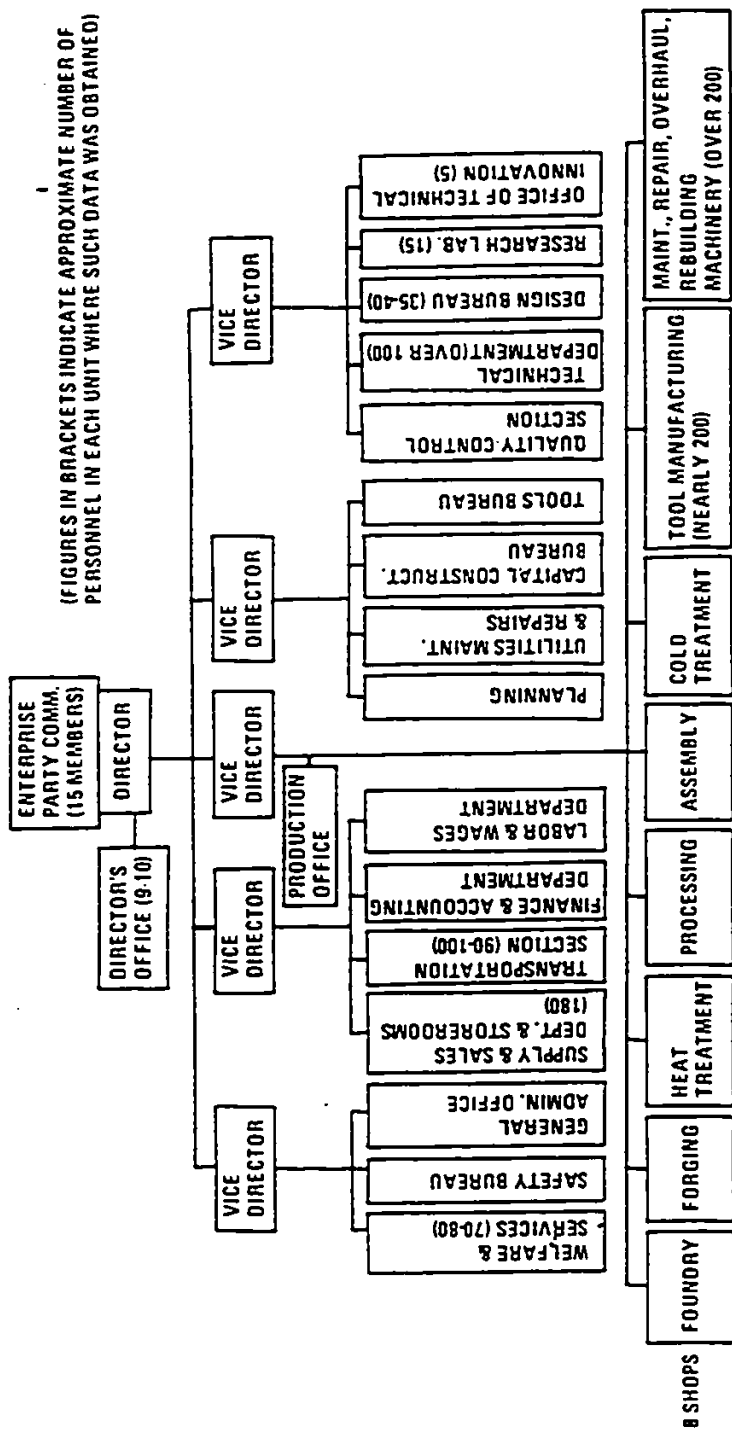 (FIGURES IN BRACKETS INDICATE APPROXIMATE NUMBER OF
PERSONNEL IN EACH UNIT WHERE SUCH DATA WAS OBTAINED)
ENTERPRISE
PARTY COMM.
(15 MEMBERS)
DIRECTOR
DIRECTOR'S
OFFICE (9-10)
VICE
DIRECTOR
VICE
DIRECTOR
VICE
DIRECTOR
VICE
DIRECTOR
VICE
DIRECTOR
PRODUCTION
OFFICE
WELFARE &
SERVICES (70-80)
SAFETY BUREAU
GENERAL
ADMIN. OFFICE
SUPPLY & SALES
DEPT. & STOREROOMS
(180)
TRANSPORTATION
SECTION (90-100)
FINANCE & ACCOUNTING
DEPARTMENT
LABOR & WAGES
DEPARTMENT
PLANNING
UTILITIES MAINT.
& REPAIRS
CAPITAL CONSTRUCT.
BUREAU
TOOLS BUREAU
QUALITY-CONTROL
SECTION
TECHNICAL
DEPARTMENT (OVER 100)
DESIGN BUREAU (35-40)
RESEARCH LAB. (15)
OFFICE OF TECHNICAL
INNOVATION (5)
8 SHOPS
FOUNDRY
FORGING
HEAT
TREATMENT
PROCESSING
ASSEMBLY
COLD
TREATMENT
TOOL MANUFACTURING
(NEARLY 200)
MAINT., REPAIR, OVERHAUL,
REBUILDING
MACHINERY (OVER 200)